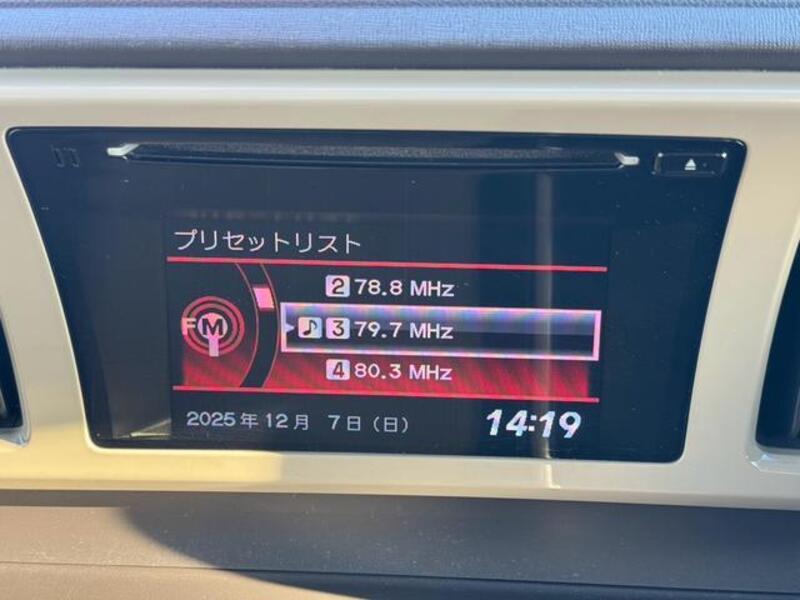 プリセットリスト
2 78.8 MHz
FM
♪ 3 79.7 MHz
4 80.3 MHz
2025年12月 7日（日） 14:19